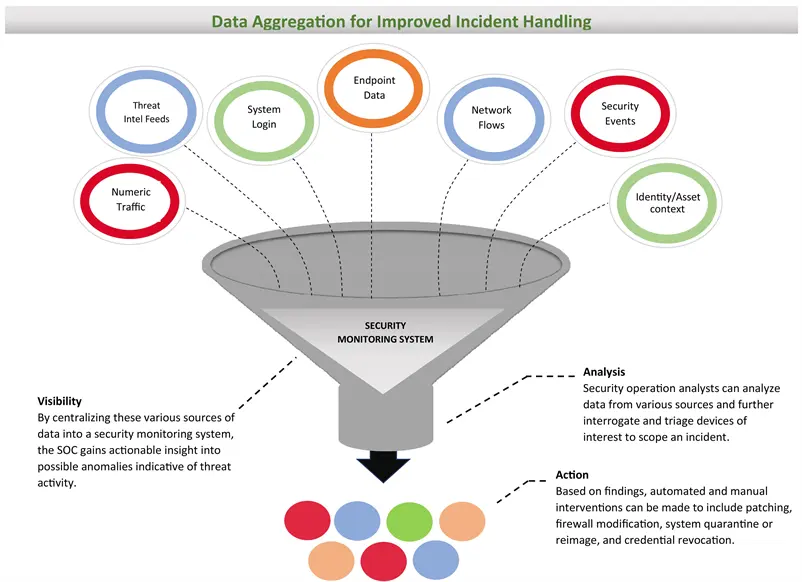 Data Aggregation for Improved Incident Handling
Threat
Intel Feeds
System
Login
Endpoint
Data
Network
Flows
Security
Events
Numeric
Traffic
Identity/Asset
context
SECURITY
MONITORING SYSTEM
Visibility
By centralizing these various sources of
data into a security monitoring system,
the SOC gains actionable insight into
possible anomalies indicative of threat
activity.
Analysis
Security operation analysts can analyze
data from various sources and further
interrogate and triage devices of
interest to scope an incident.
Action
Based on findings, automated and manual
interventions can be made to include patching,
firewall modification, system quarantine or
reimage, and credential revocation.